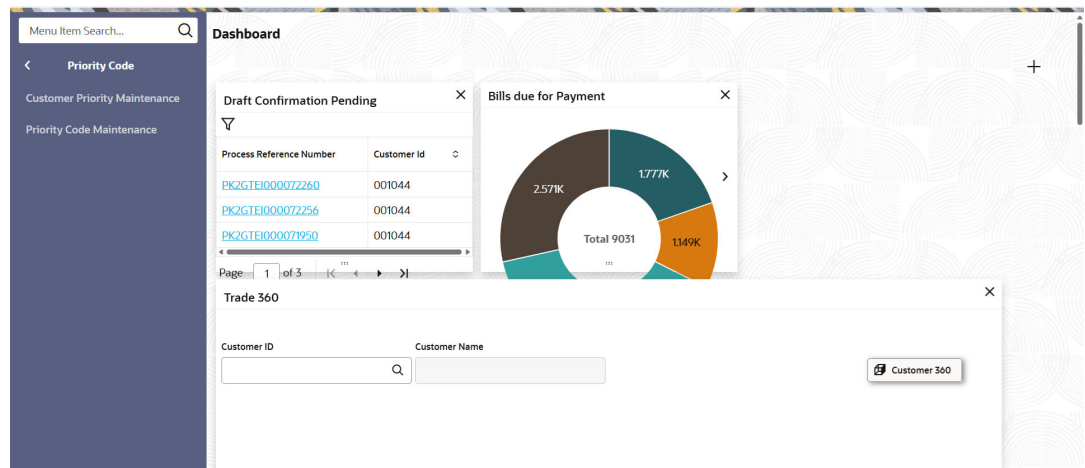 Menu Item Search...
Priority Code
Customer Priority Maintenance
Priority Code Maintenance
Dashboard
Draft Confirmation Pending
Process Reference Number Customer Id
PK2GTEI000072260 001044
PK2GTEI000072256 001044
PK2GTEI000071950 001044
Page 1 of 3
Bills due for Payment
1.777K
2.571K
Total 9031
1.149K
Trade 360
Customer ID Customer Name
Customer 360